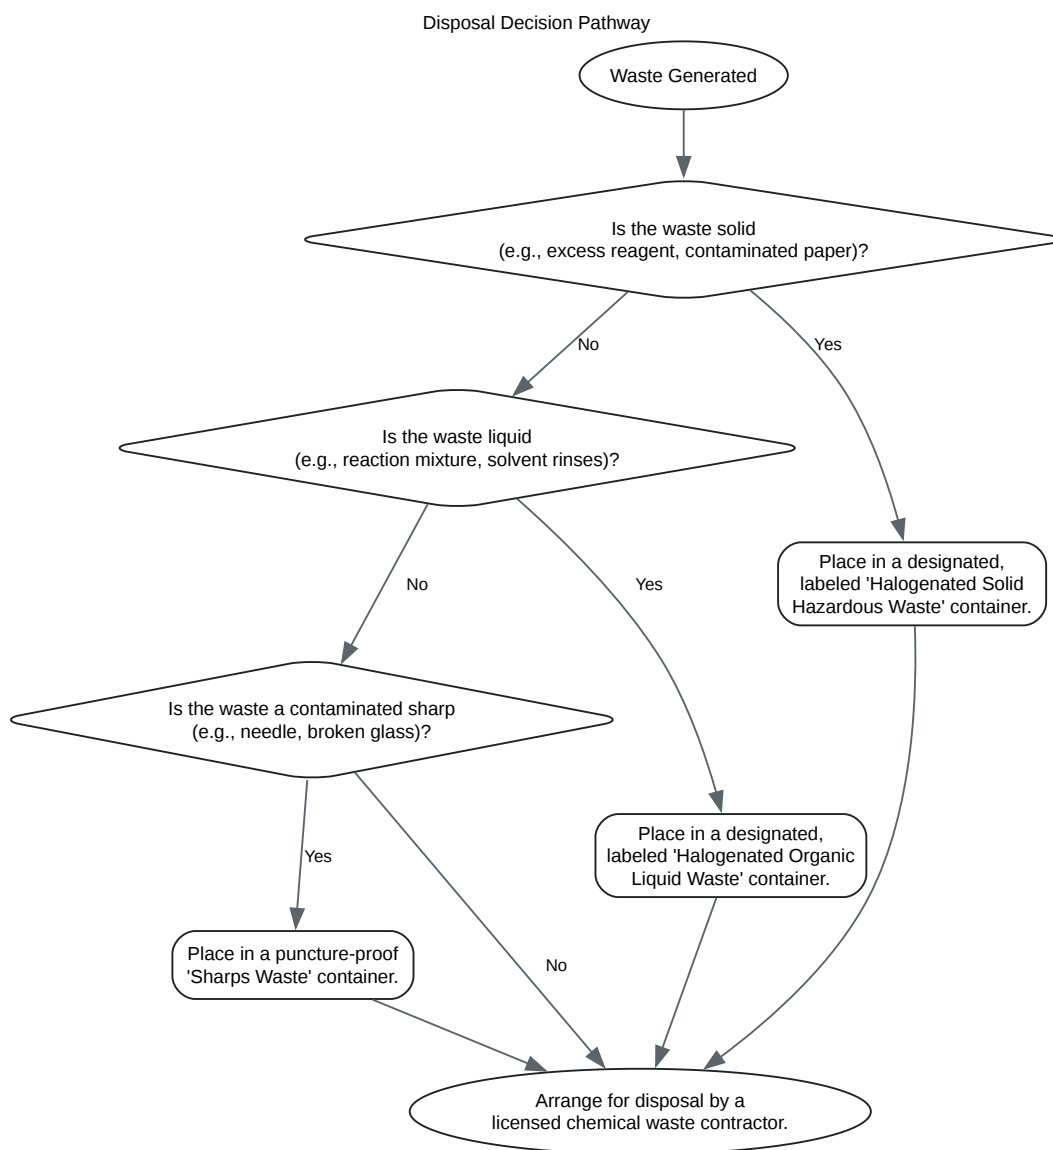 Disposal Decision Pathway
Waste Generated
Is the waste solid
(e.g., excess reagent, contaminated paper)?
No
Yes
Is the waste liquid
(e.g., reaction mixture, solvent rinses)?
No
Yes
Place in a designated,
labeled 'Halogenated Solid
Hazardous Waste' container.
Is the waste a contaminated sharp
(e.g., needle, broken glass)?
Yes
No
Place in a designated,
labeled 'Halogenated Organic
Liquid Waste' container.
Place in a puncture-proof
'Sharps Waste' container.
Arrange for disposal by a
licensed chemical waste contractor.